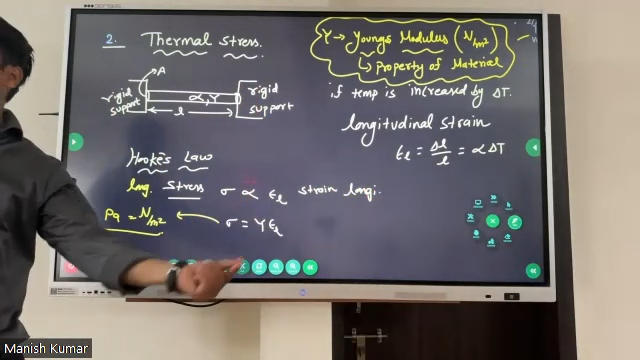 2. Thermal Stress.
Y → Youngs Modulus (N/m²)
↳ Property of Material
A
rigid support
α, Y
rigid support
l
if temp is increased by ΔT.
longitudinal strain
εl = Δl/l = α ΔT
Hooke's Law
long. stress σ ∝ εl strain longi.
Pa = N/m²
σ = Y εl
Manish Kumar